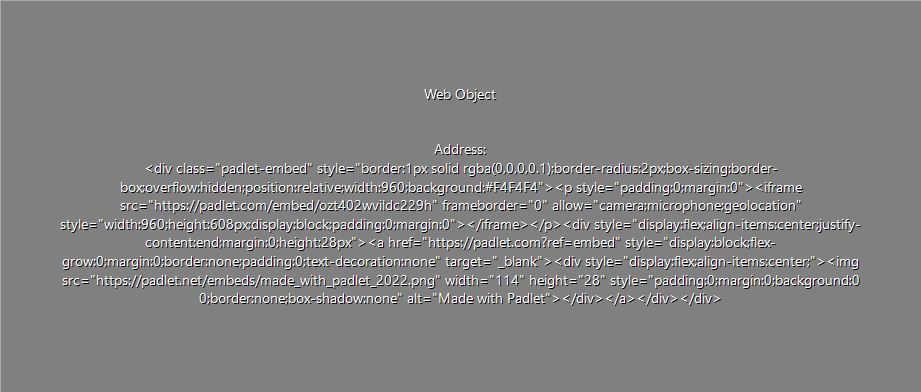 Web Object
Address:
<div class="padlet-embed" style="border:1px solid rgba(0,0,0,0.1);border-radius:2px;box-sizing:border-
box;overflow:hidden;position:relative;width:960;background:#F4F4F4"><p style="padding:0;margin:0"><iframe
src="https://padlet.com/embed/ozt402wvildc229h" frameborder="0" allow="camera;microphone;geolocation"
style="width:960;height:608px;display:block;padding:0;margin:0"></iframe></p><div style="display:flex;align-items:center;justify-
content:end;margin:0;height:28px"><a href="https://padlet.com?ref=embed" style="display:block;flex-
grow:0;margin:0;border:none;padding:0;text-decoration:none" target="_blank"><div style="display:flex;align-items:center;"><img
src="https://padlet.net/embeds/made_with_padlet_2022.png" width="114" height="28" style="padding:0;margin:0;background:0
0;border:none;box-shadow:none" alt="Made with Padlet"></div></a></div></div>